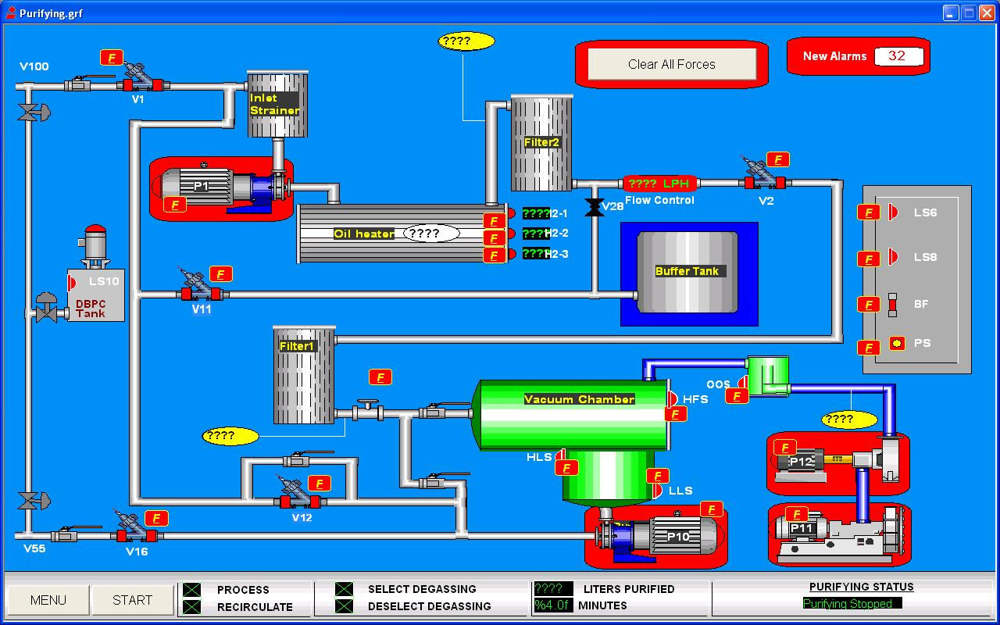 Purifying.grf
????
Clear All Forces
New Alarms 32
V100
F
V1
Inlet
Strainer
Filter2
P1
F
F
???? LPH
Flow Control
V2
V28
Oil heater ????
F
F
F
????
H2-2
H2-3
F LS6
F LS8
F BF
F PS
LS10
DBPC
Tank
F
V11
Buffer Tank
Filter1
F
Vacuum Chamber
HFS
F
OOS
F
????
????
HLS
F
F
LLS
F
P12
F
V12
F
P11
F
P10
F
V16
V55
MENU
START
PROCESS
RECIRCULATE
SELECT DEGASSING
DESELECT DEGASSING
???? LITERS PURIFIED
%4.0f MINUTES
PURIFYING STATUS
Purifying Stopped